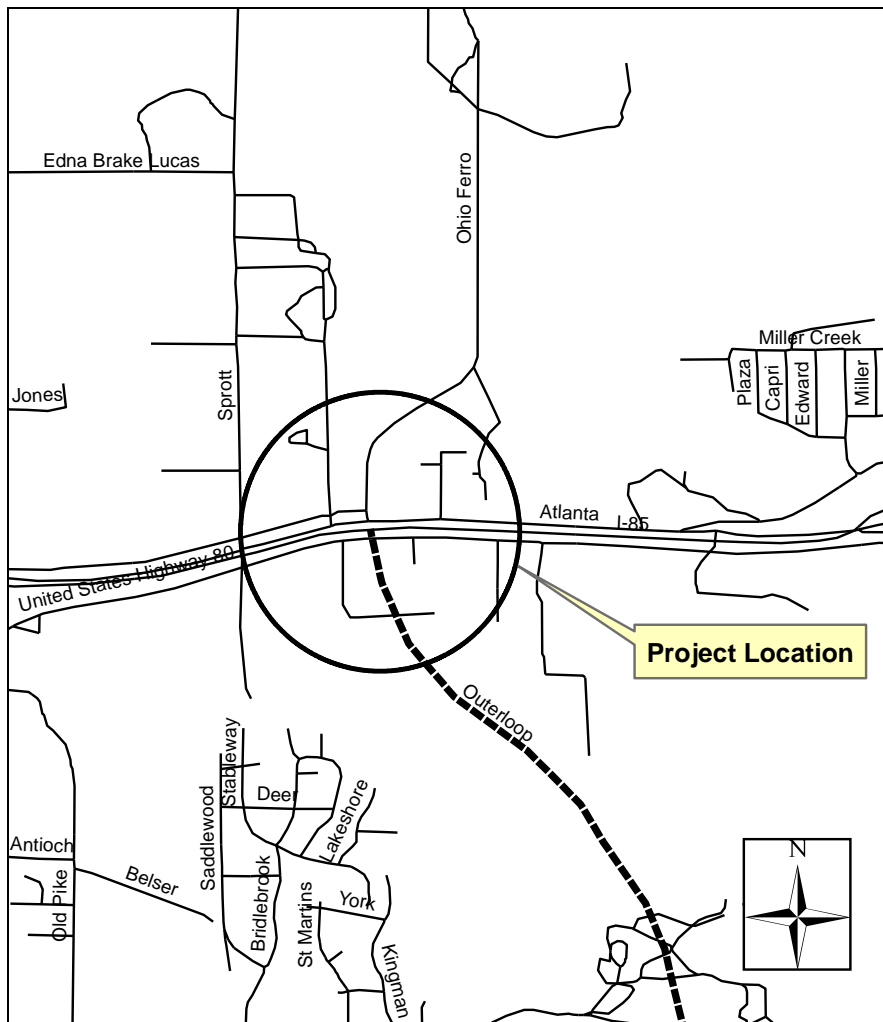 Edna Brake Lucas
Ohio Ferro
Miller Creek
Plaza
Capri
Edward
Miller
Jones
Sprott
Atlanta
I-85
United States Highway 80
Project Location
Outerloop
Stableway
Saddlewood
Deer
Lakeshore
Antioch
Belser
Old Pike
Bridlebrook
St Martins
York
Kingman
N